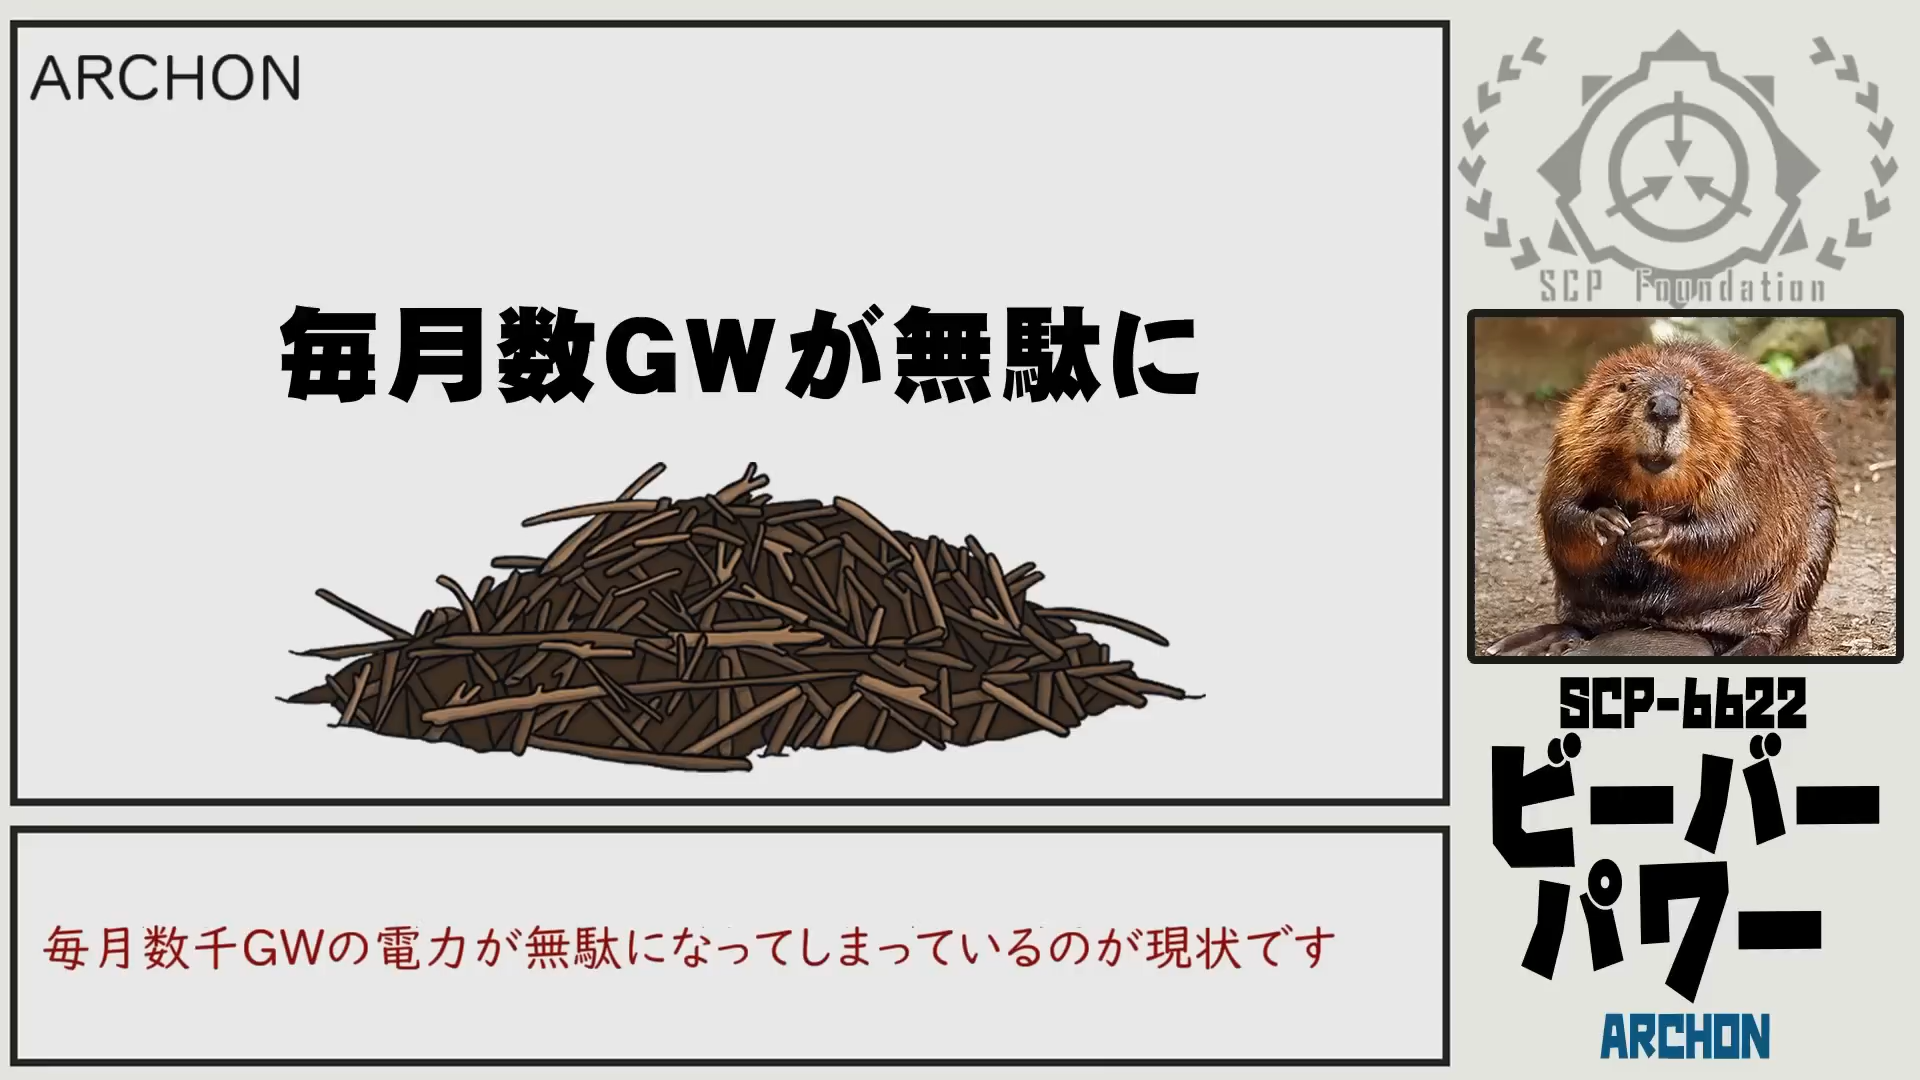 ARCHON
毎月数GWが無駄に
毎月数千GWの電力が無駄になってしまっているのが現状です
SCP Foundation
SCP-6622
ビーバー
パワー
ARCHON